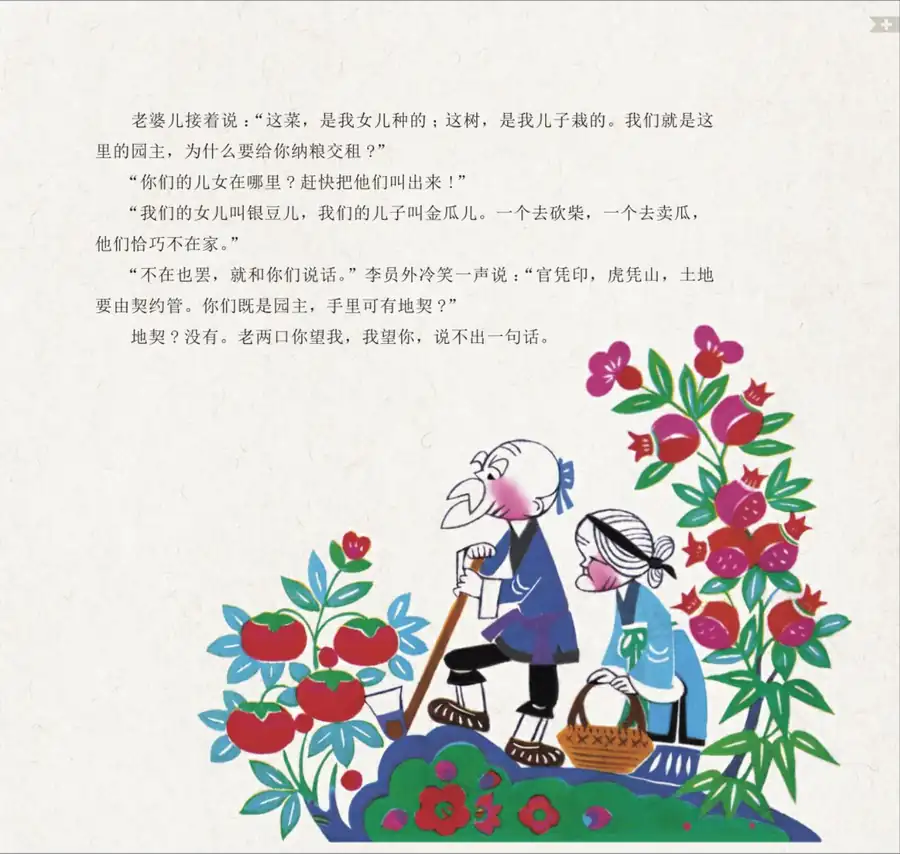 老婆儿接着说：“这菜，是我女儿种的；这树，是我儿子栽的。我们就是这
里的园主，为什么要给你纳粮交租？”
“你们的儿女在哪里？赶快把他们叫出来！”
“我们的女儿叫银豆儿，我们的儿子叫金瓜儿。一个去砍柴，一个去卖瓜，
他们恰巧不在家。”
“不在也罢，就和你们说话。”李员外冷笑一声说：“官凭印，虎凭山，土地
要由契约管。你们既是园主，手里可有地契？”
地契？没有。老两口你望我，我望你，说不出一句话。